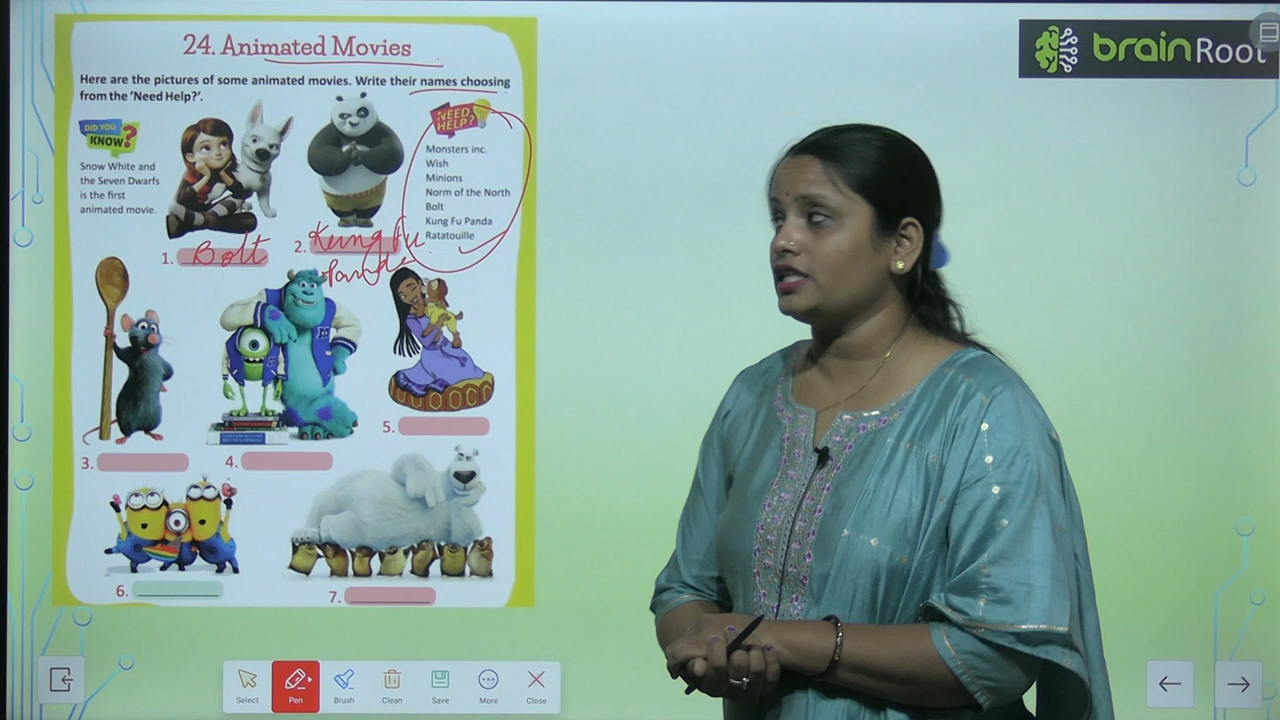 brainRoot
24. Animated Movies
Here are the pictures of some animated movies. Write their names choosing
from the 'Need Help?'.
DID YOU
KNOW?
Snow White and
the Seven Dwarfs
is the first
animated movie.
NEED
HELP?
Monsters inc.
Wish
Minions
Norm of the North
Bolt
Kung Fu Panda
Ratatouille
1. Bolt
2. Kung fu
Panda
3.
4.
5.
6.
7.
Select
Pen
Brush
Clean
Save
More
Close